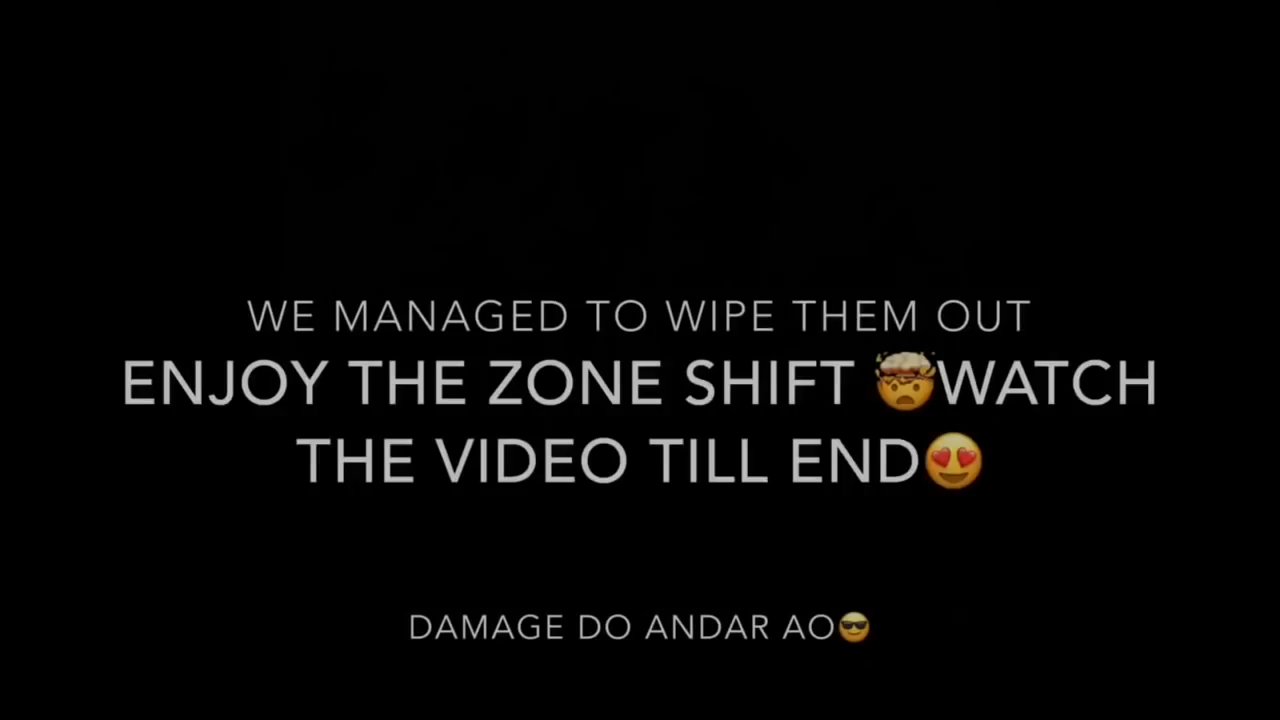 WE MANAGED TO WIPE THEM OUT
ENJOY THE ZONE SHIFT 🤯WATCH
THE VIDEO TILL END😍
DAMAGE DO ANDAR AO😎